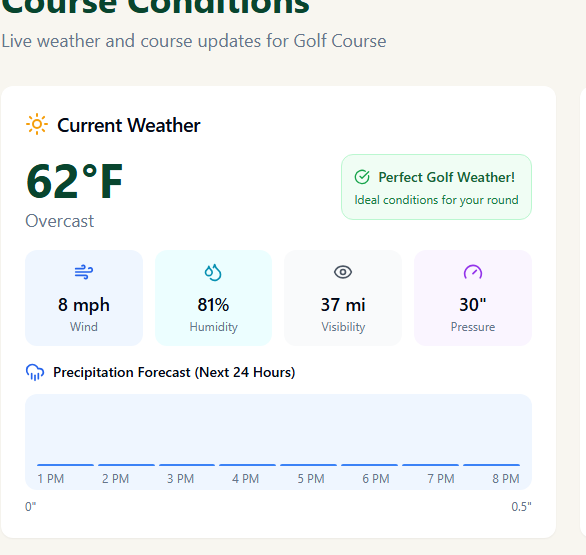 Course Conditions
Live weather and course updates for Golf Course
Current Weather
62°F
Overcast
Perfect Golf Weather!
Ideal conditions for your round
8 mph
Wind
81%
Humidity
37 mi
Visibility
30"
Pressure
Precipitation Forecast (Next 24 Hours)
1 PM 2 PM 3 PM 4 PM 5 PM 6 PM 7 PM 8 PM
0" 0.5"